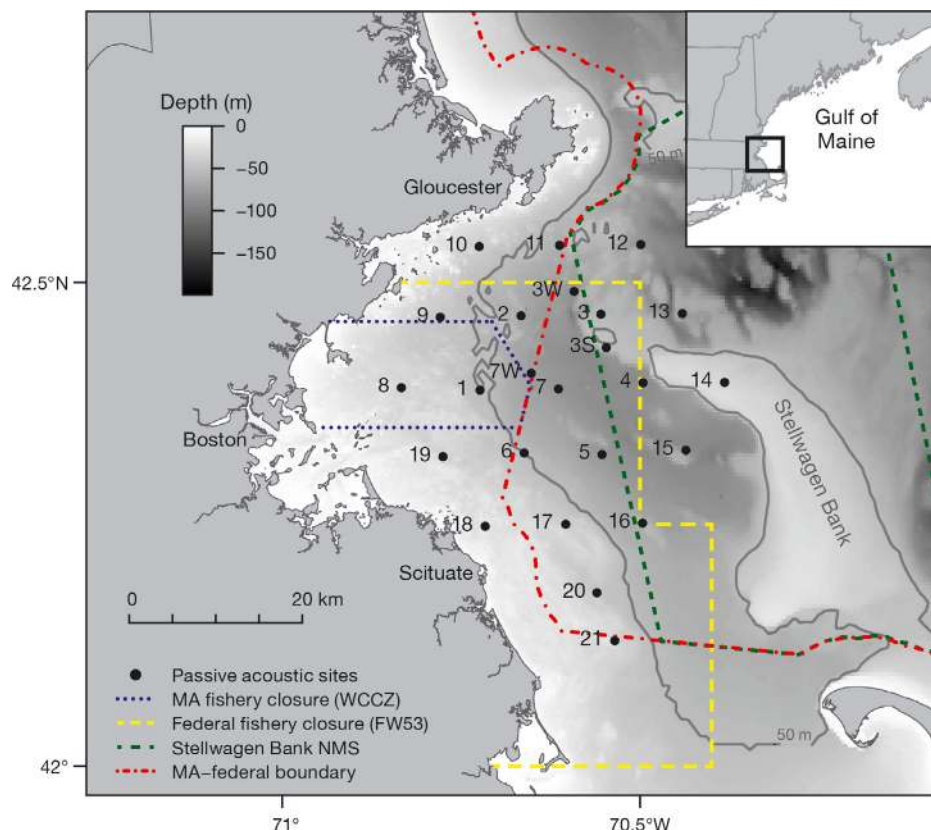 Depth (m)
0
−50
−100
−150
Gulf of
Maine
50 m
Gloucester
10
11
12
42.5°N
3W
9
2
3
13
3S
7W
8
1
7
4
14
Boston
19
6
5
15
Stellwagen Bank
18
17
16
Scituate
0
20 km
20
21
Passive acoustic sites
MA fishery closure (WCCZ)
Federal fishery closure (FW53)
Stellwagen Bank NMS
MA−federal boundary
50 m
42°
71°
70.5°W